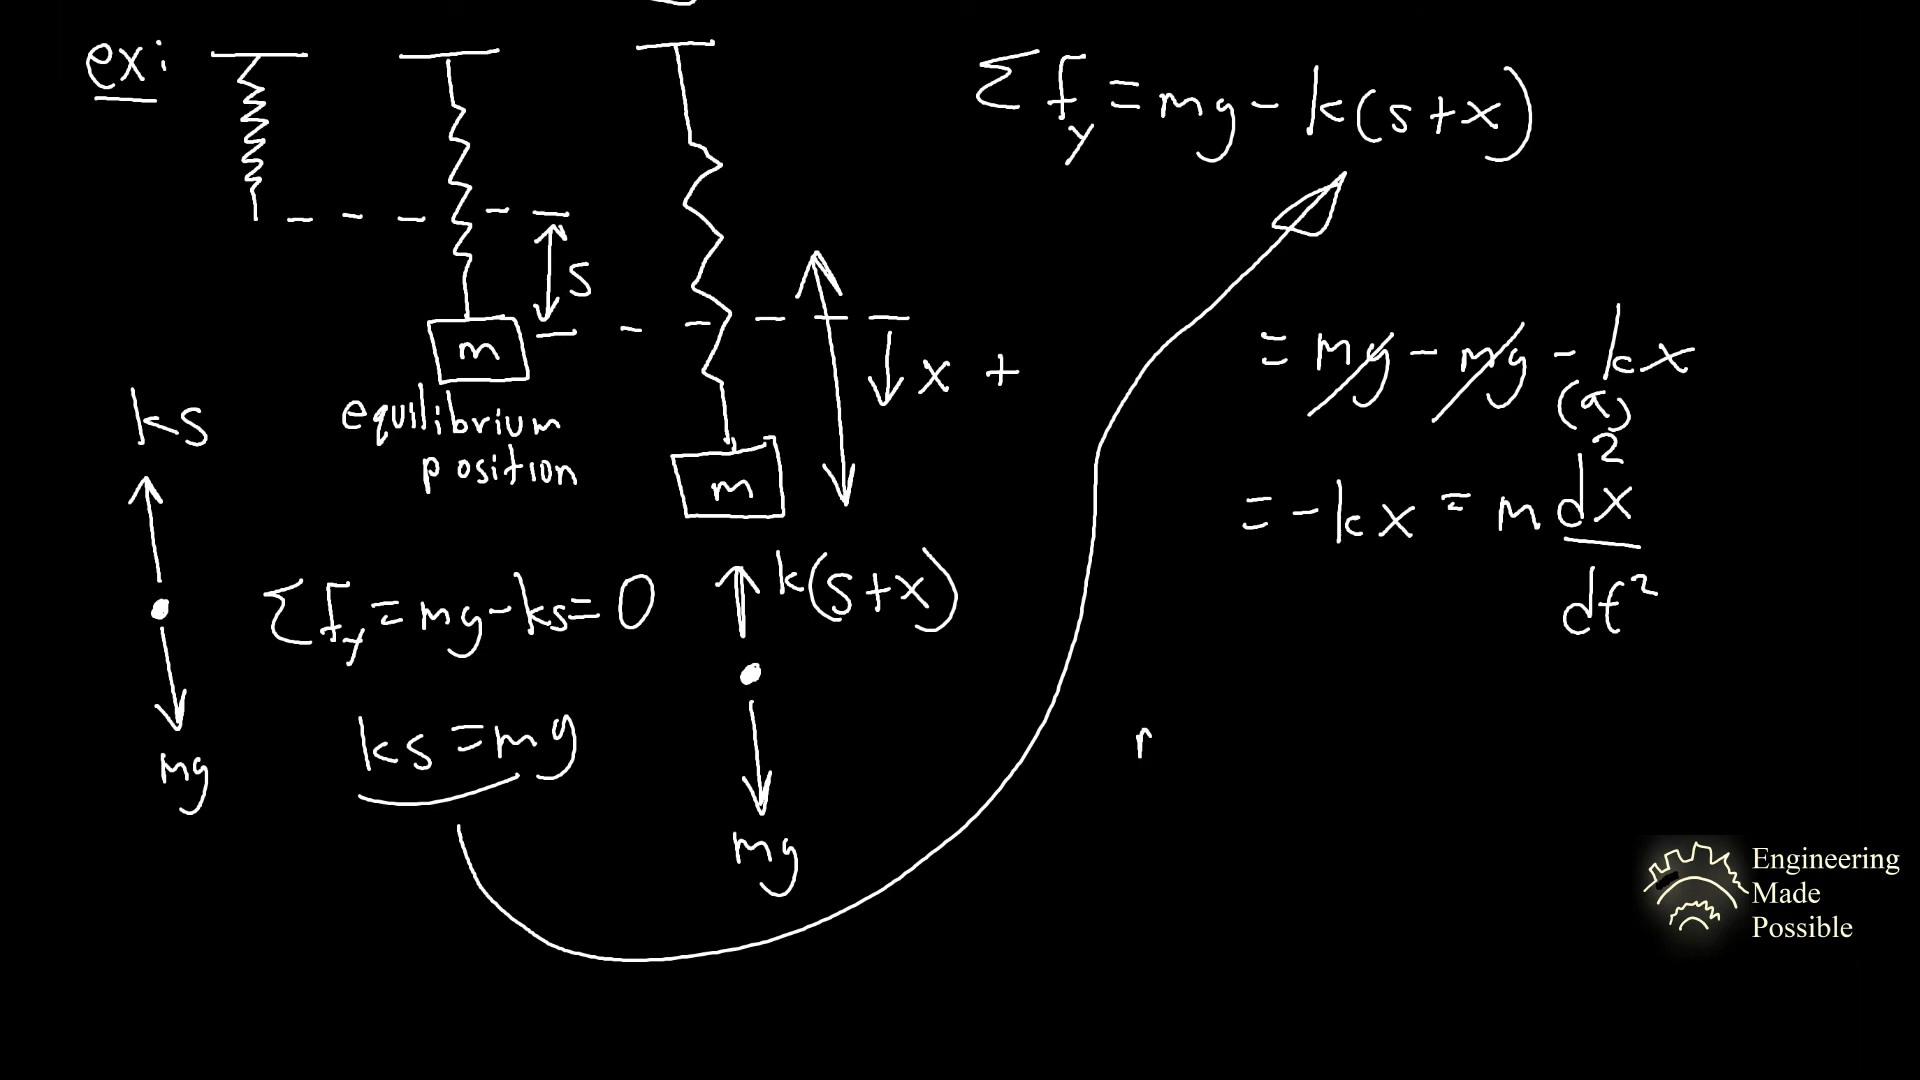 ex:
s
m
x +
equilibrium
position
m
ks
mg
Σfy = mg - ks = 0
ks = mg
k(s+x)
mg
Σfy = mg - k(s+x)
= mg - mg - kx
(a)
= -kx = m d²x
dt²
r
Engineering
Made
Possible